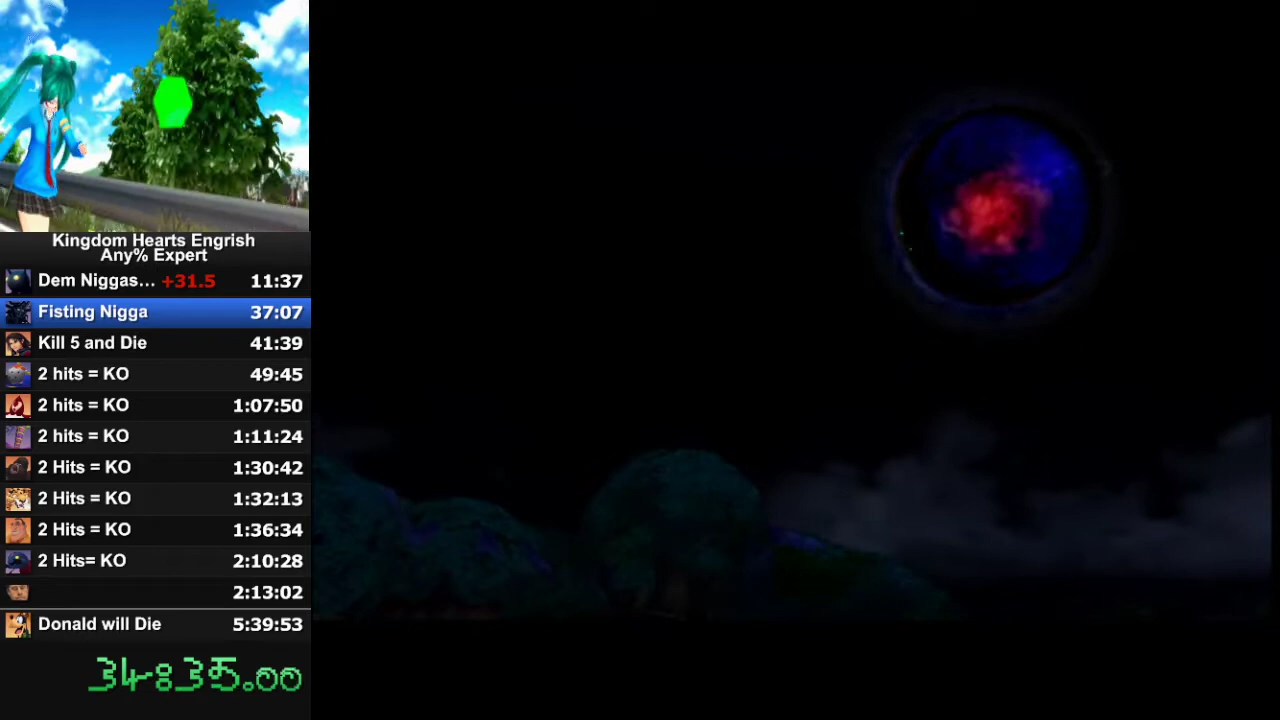 Kingdom Hearts Engrish
Any% Expert
Dem Niggas... +31.5 11:37
Fisting Nigga 37:07
Kill 5 and Die 41:39
2 hits = KO 49:45
2 hits = KO 1:07:50
2 hits = KO 1:11:24
2 Hits = KO 1:30:42
2 Hits = KO 1:32:13
2 Hits = KO 1:36:34
2 Hits= KO 2:10:28
2:13:02
Donald will Die 5:39:53
34835.00